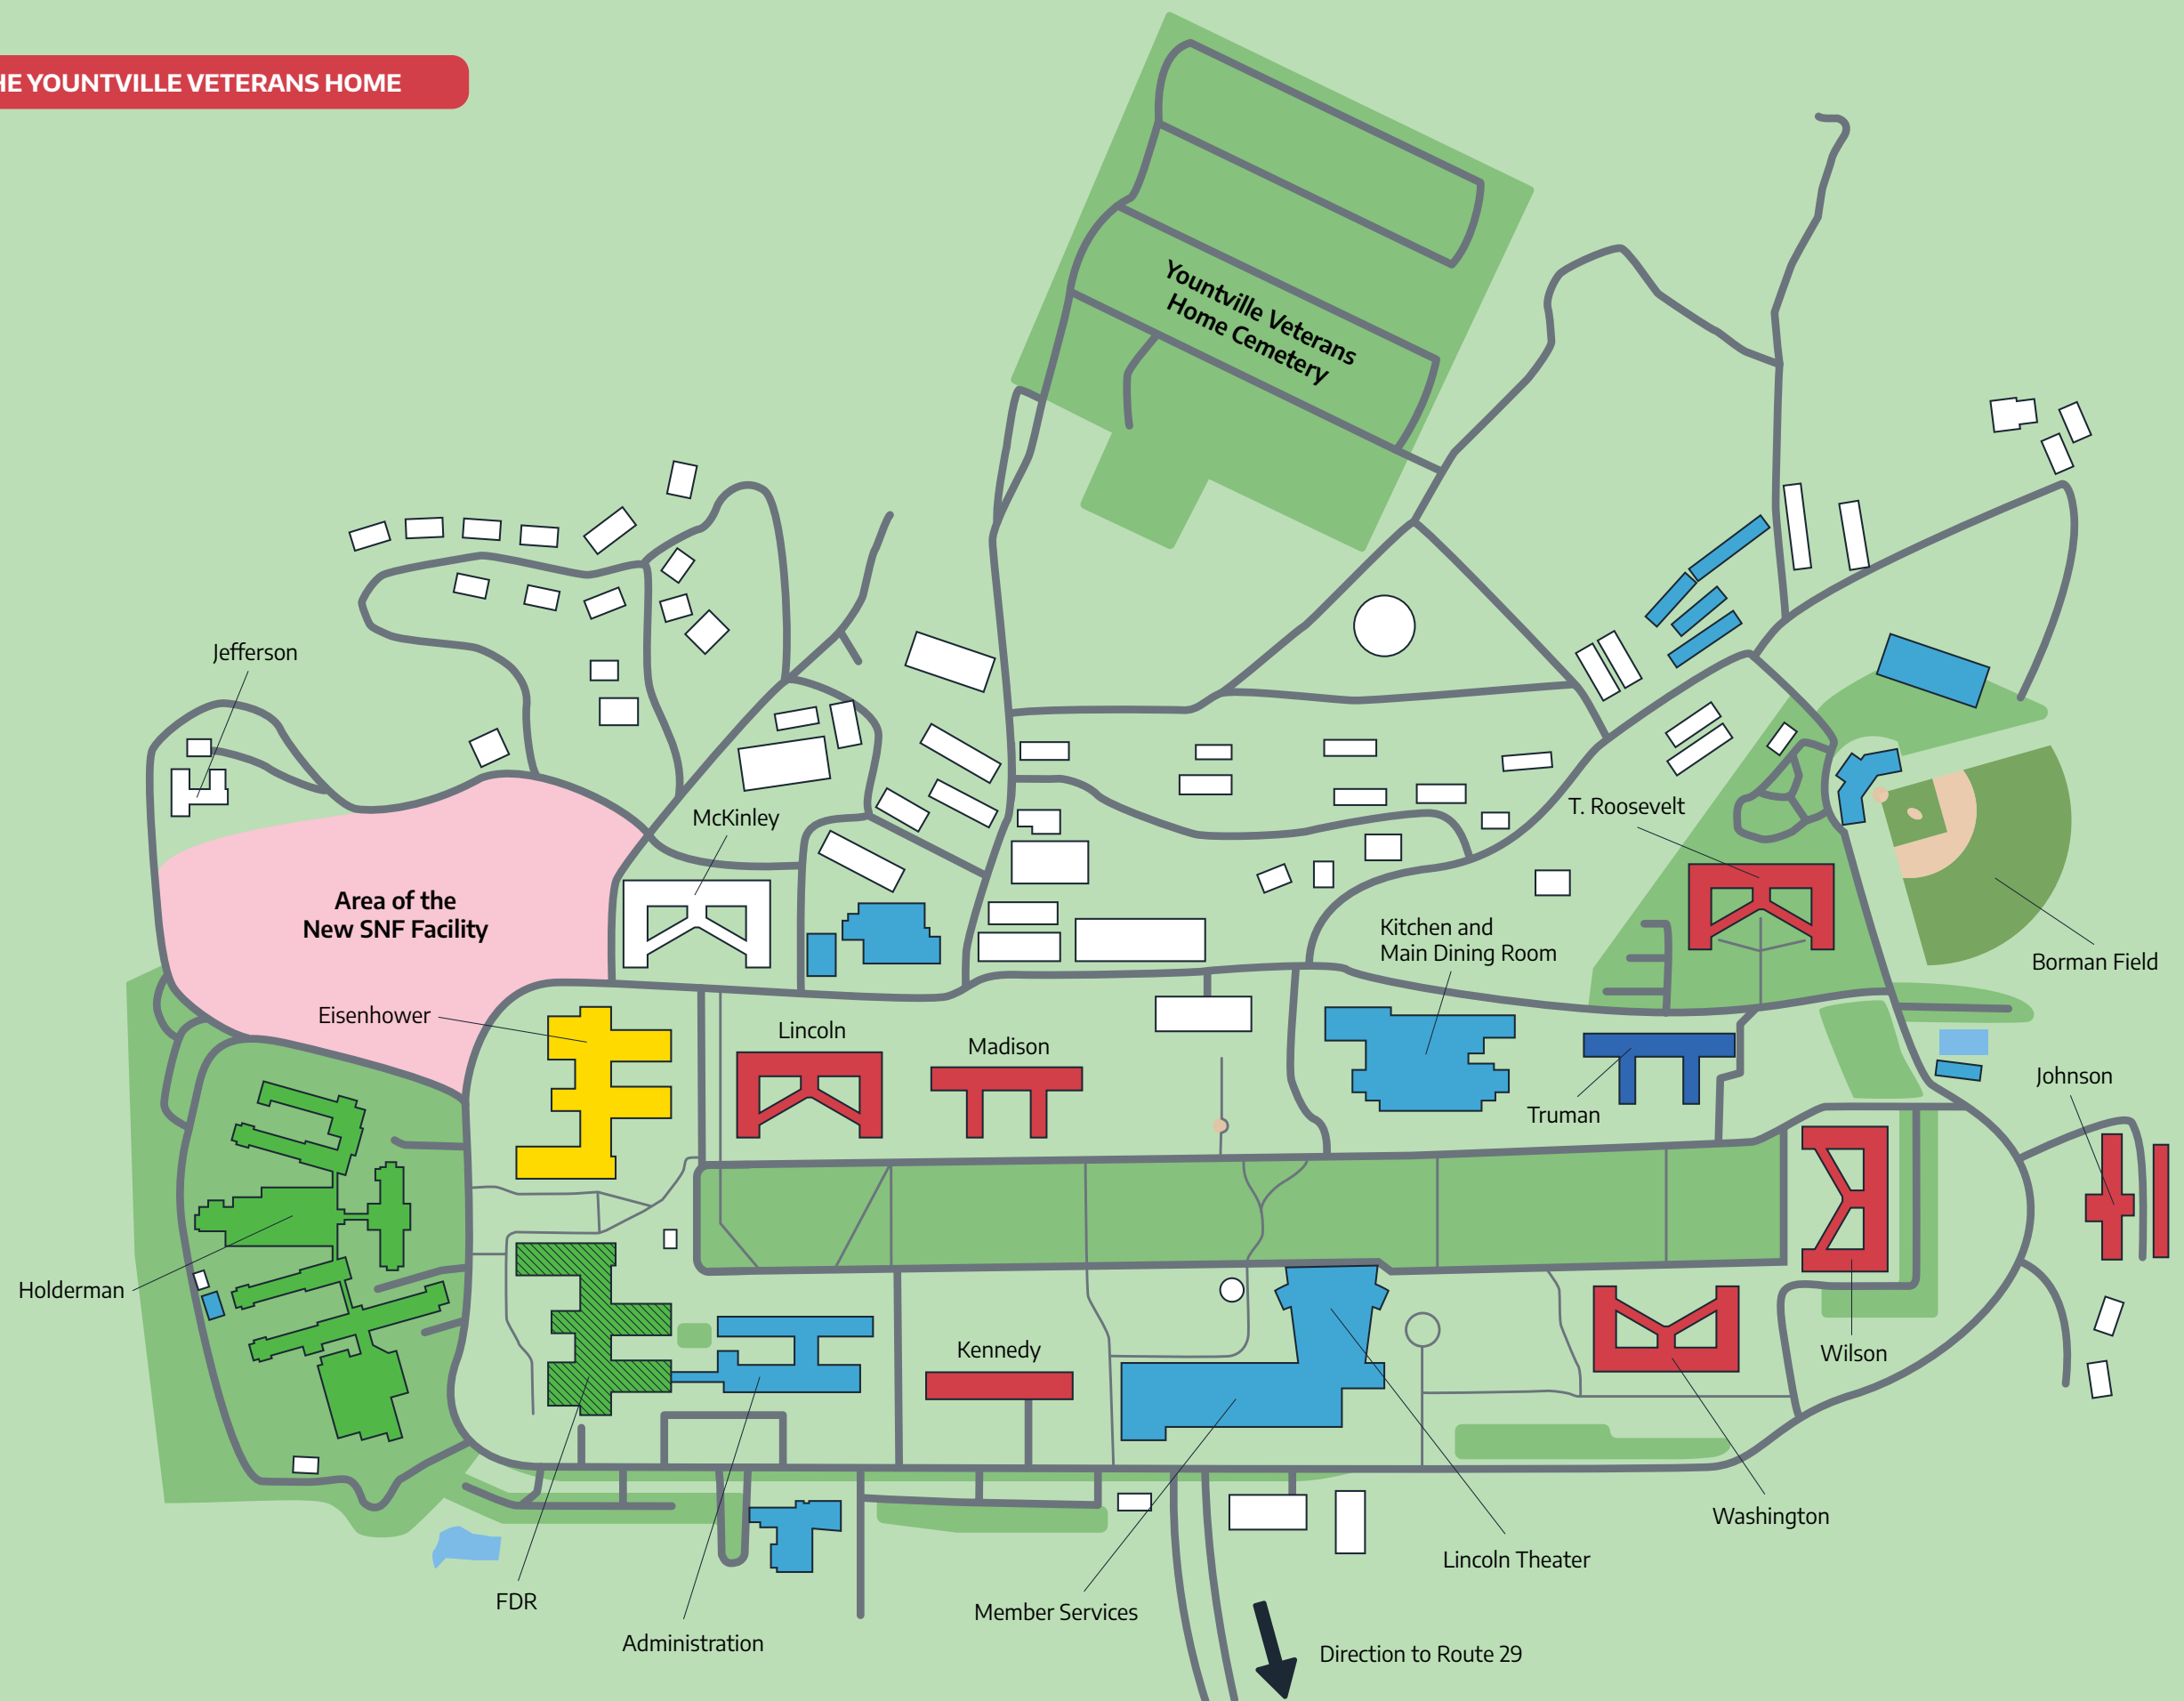 HE YOUNTVILLE VETERANS HOME
Yountville Veterans
Home Cemetery
Jefferson
McKinley
T. Roosevelt
Area of the
New SNF Facility
Kitchen and
Main Dining Room
Borman Field
Eisenhower
Lincoln
Madison
Truman
Johnson
Holderman
Kennedy
Wilson
Washington
Lincoln Theater
FDR
Member Services
Administration
Direction to Route 29